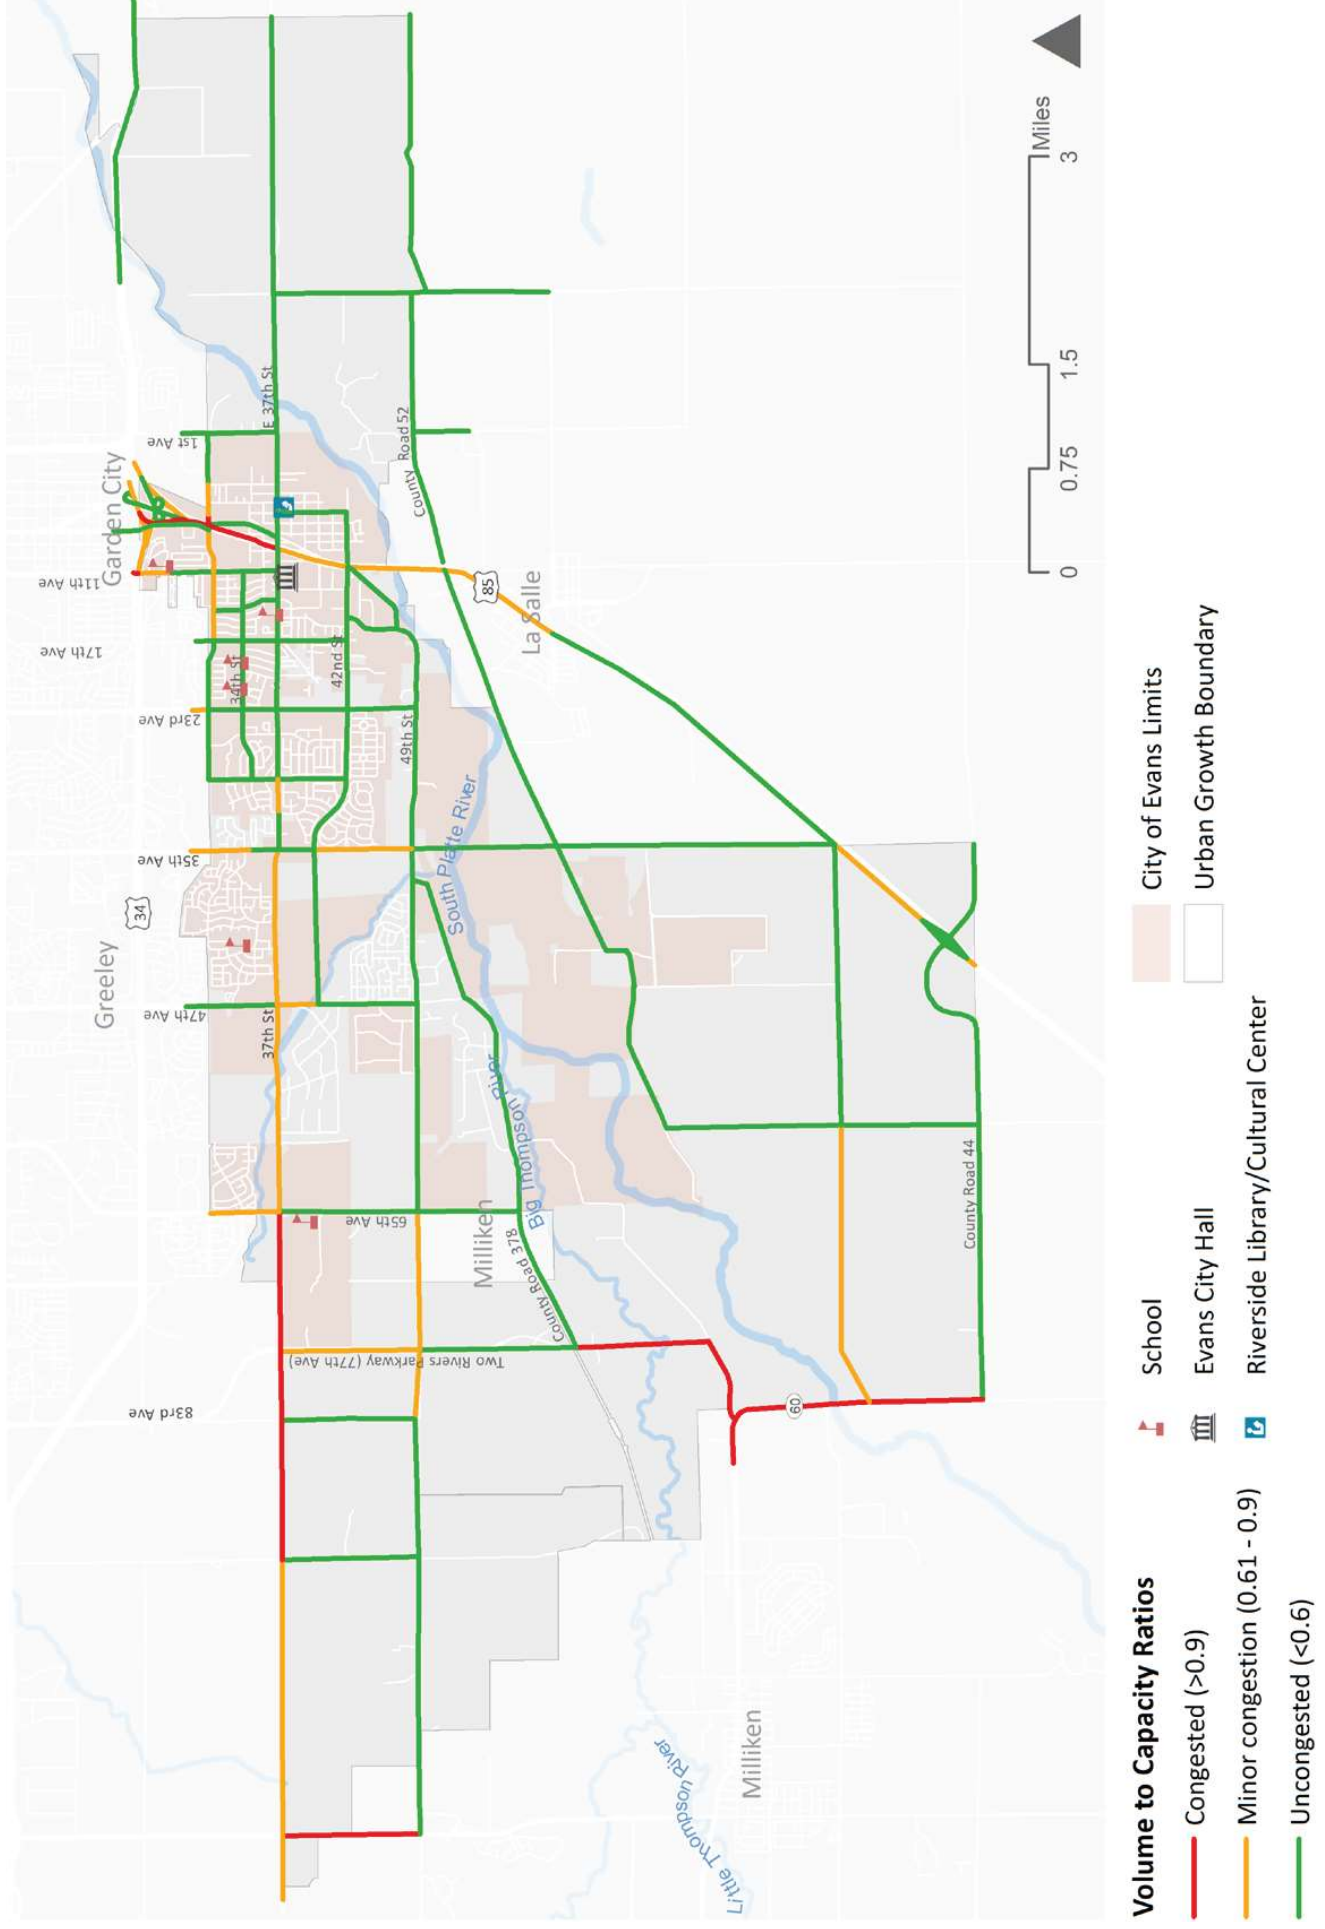 Garden City
Greeley
34
11th Ave
17th Ave
23rd Ave
1st Ave
35th Ave
47th Ave
83rd Ave
E 37th St
34th St
37th St
42nd St
49th St
65th Ave
Two Rivers Parkway (77th Ave)
County Road 52
85
La Salle
South Platte River
Big Thompson River
Milliken
County Road 378
60
County Road 44
Milliken
Little Thompson River
0
0.75
1.5
3
Miles
Volume to Capacity Ratios
Congested (>0.9)
Minor congestion (0.61 - 0.9)
Uncongested (<0.6)
School
Evans City Hall
Riverside Library/Cultural Center
City of Evans Limits
Urban Growth Boundary